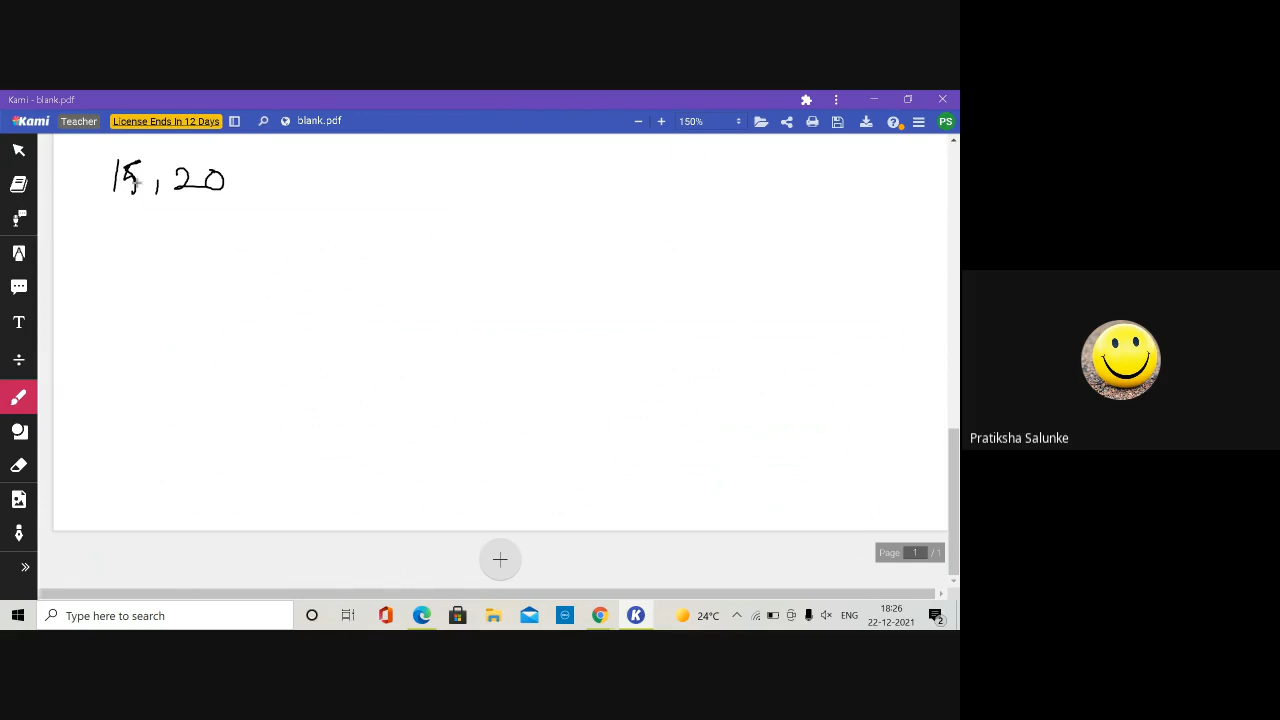 Kami - blank.pdf
Kami Teacher License Ends In 12 Days blank.pdf 150% PS
15, 20
Pratiksha Salunke
Page 1 / 1
Type here to search 24°C ENG 18:26
22-12-2021 2